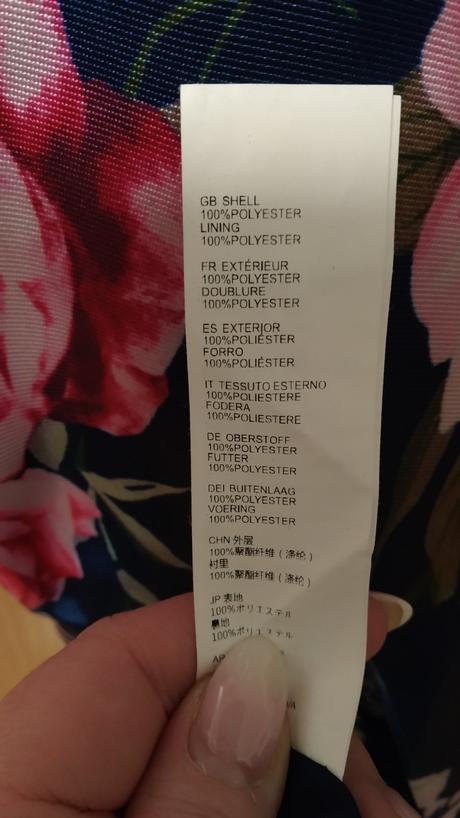 GB SHELL
100%POLYESTER
LINING
100%POLYESTER
FR EXTÉRIEUR
100%POLYESTER
DOUBLURE
100%POLYESTER
ES EXTERIOR
100%POLIÉSTER
FORRO
100%POLIÉSTER
IT TESSUTO ESTERNO
100%POLIESTERE
FODERA
100%POLIESTERE
DE OBERSTOFF
100%POLYESTER
FUTTER
100%POLYESTER
DEI BUITENLAAG
100%POLYESTER
VOERING
100%POLYESTER
CHN 外层
100%聚酯纤维（涤纶）
衬里
100%聚酯纤维（涤纶）
JP 表地
100%ポリエステル
裏地
100%ポリエステル